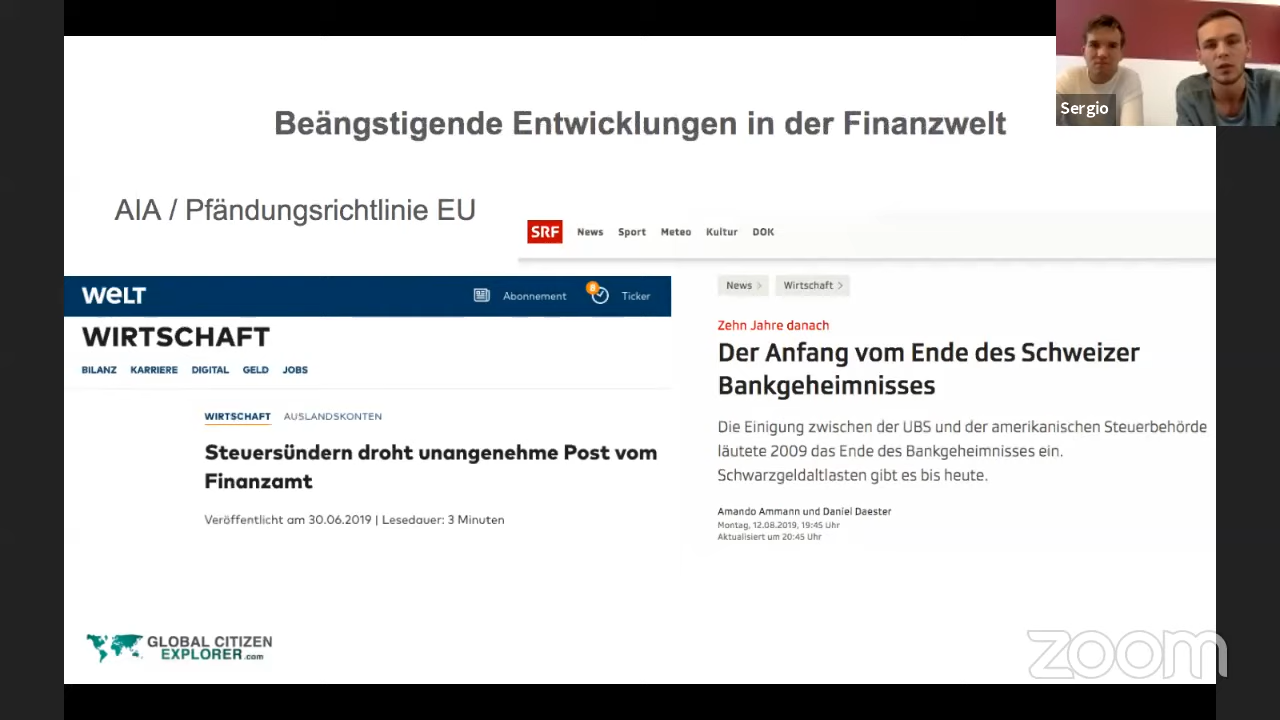 Sergio
Beängstigende Entwicklungen in der Finanzwelt
AIA / Pfändungsrichtlinie EU
SRF News Sport Meteo Kultur DOK
WELT Abonnement 8 Ticker
WIRTSCHAFT
BILANZ KARRIERE DIGITAL GELD JOBS
WIRTSCHAFT AUSLANDSKONTEN
Steuersündern droht unangenehme Post vom
Finanzamt
Veröffentlicht am 30.06.2019 | Lesedauer: 3 Minuten
News > Wirtschaft >
Zehn Jahre danach
Der Anfang vom Ende des Schweizer
Bankgeheimnisses
Die Einigung zwischen der UBS und der amerikanischen Steuerbehörde
läutete 2009 das Ende des Bankgeheimnisses ein.
Schwarzgeldaltlasten gibt es bis heute.
Amando Ammann und Daniel Daester
Montag, 12.08.2019, 19:45 Uhr
Aktualisiert um 20:45 Uhr
GLOBAL CITIZEN
EXPLORER.com
zoom